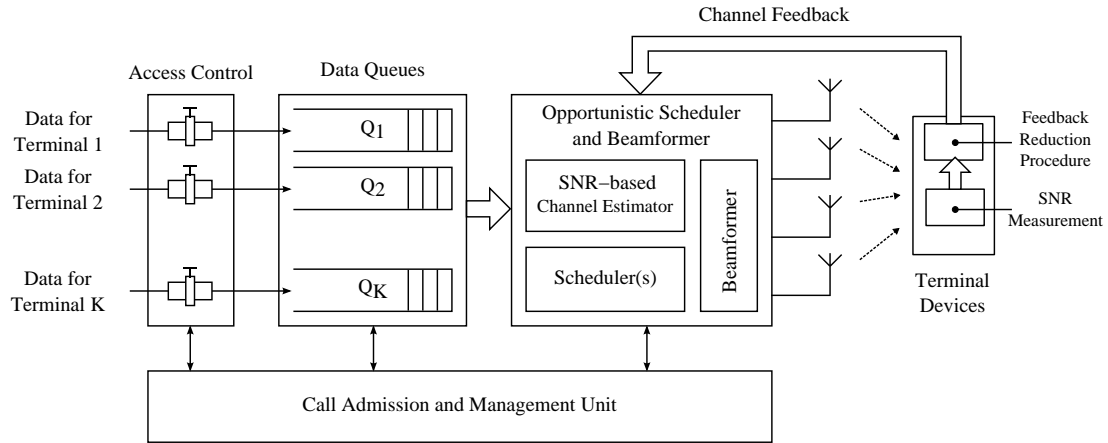 Channel Feedback
Access Control
Data Queues
Data for
Terminal 1
Q1
Data for
Terminal 2
Q2
Data for
Terminal K
QK
Opportunistic Scheduler
and Beamformer
SNR−based
Channel Estimator
Scheduler(s)
Beamformer
Feedback
Reduction
Procedure
SNR
Measurement
Terminal
Devices
Call Admission and Management Unit